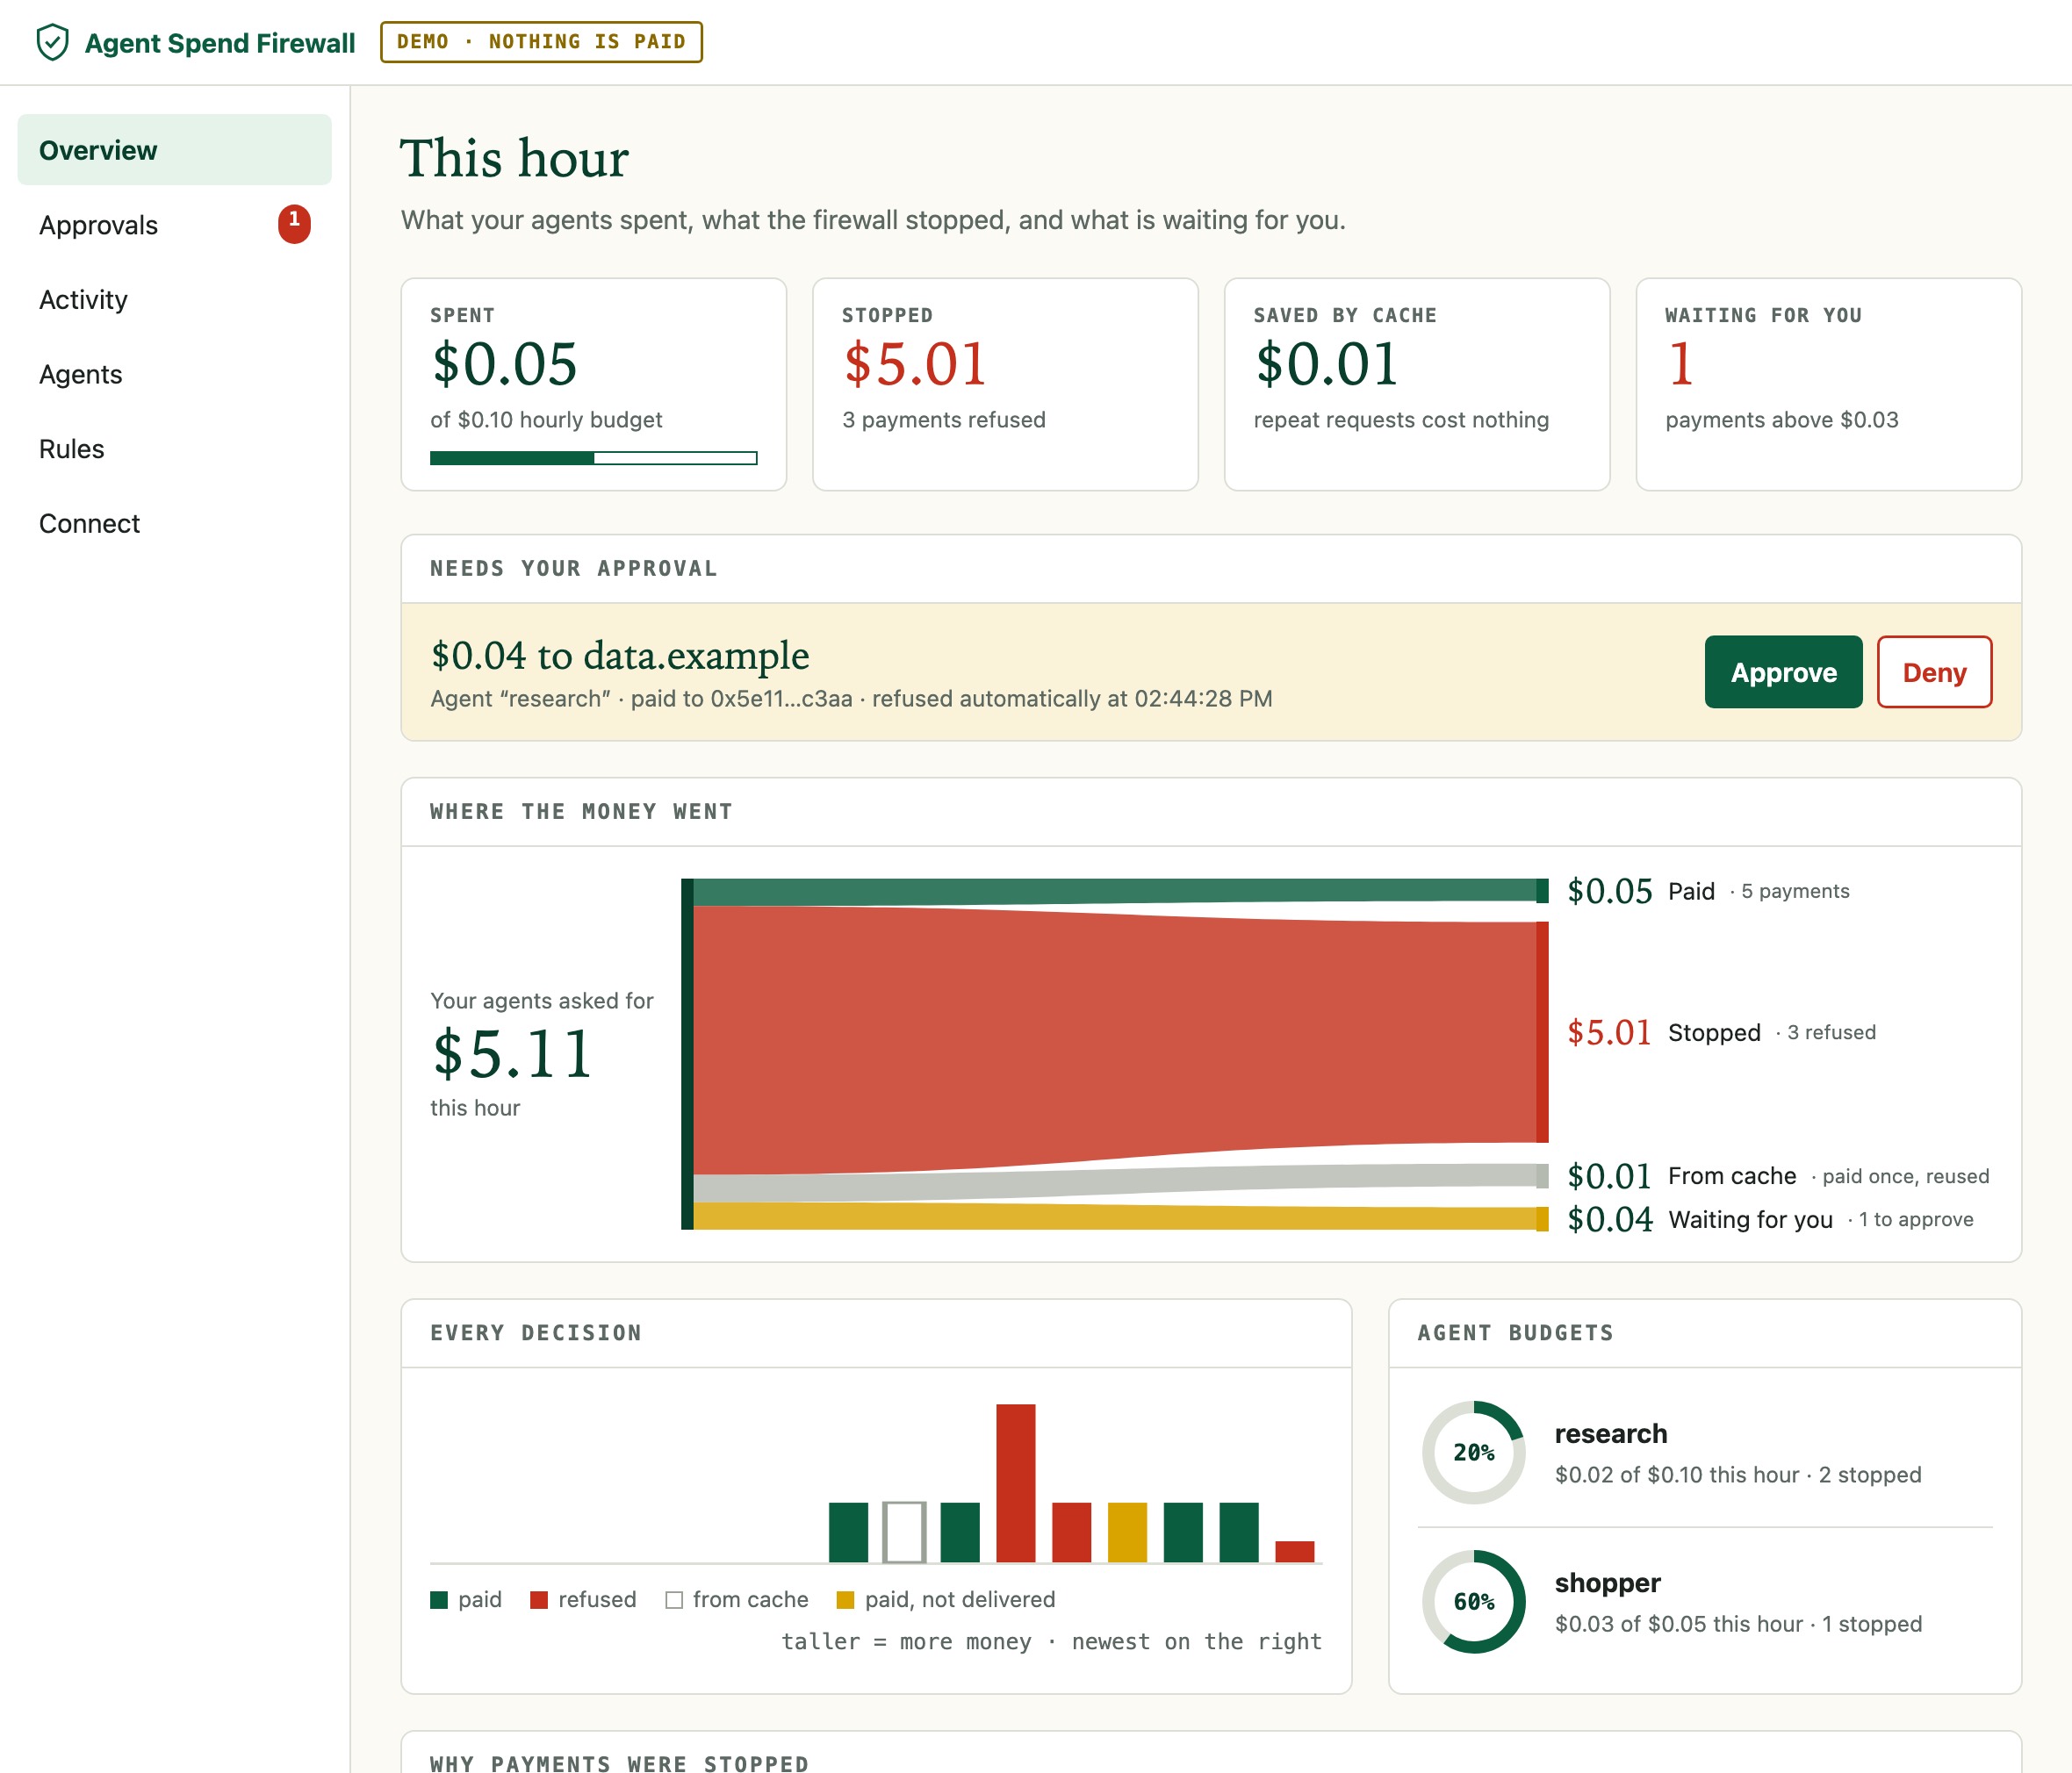 Agent Spend Firewall
DEMO · NOTHING IS PAID
Overview
Approvals 1
Activity
Agents
Rules
Connect
This hour
What your agents spent, what the firewall stopped, and what is waiting for you.
SPENT
$0.05
of $0.10 hourly budget
STOPPED
$5.01
3 payments refused
SAVED BY CACHE
$0.01
repeat requests cost nothing
WAITING FOR YOU
1
payments above $0.03
NEEDS YOUR APPROVAL
$0.04 to data.example
Agent “research” · paid to 0x5e11…c3aa · refused automatically at 02:44:28 PM
Approve
Deny
WHERE THE MONEY WENT
Your agents asked for
$5.11
this hour
$0.05 Paid · 5 payments
$5.01 Stopped · 3 refused
$0.01 From cache · paid once, reused
$0.04 Waiting for you · 1 to approve
EVERY DECISION
paid refused from cache paid, not delivered
taller = more money · newest on the right
AGENT BUDGETS
20%
research
$0.02 of $0.10 this hour · 2 stopped
60%
shopper
$0.03 of $0.05 this hour · 1 stopped
WHY PAYMENTS WERE STOPPED